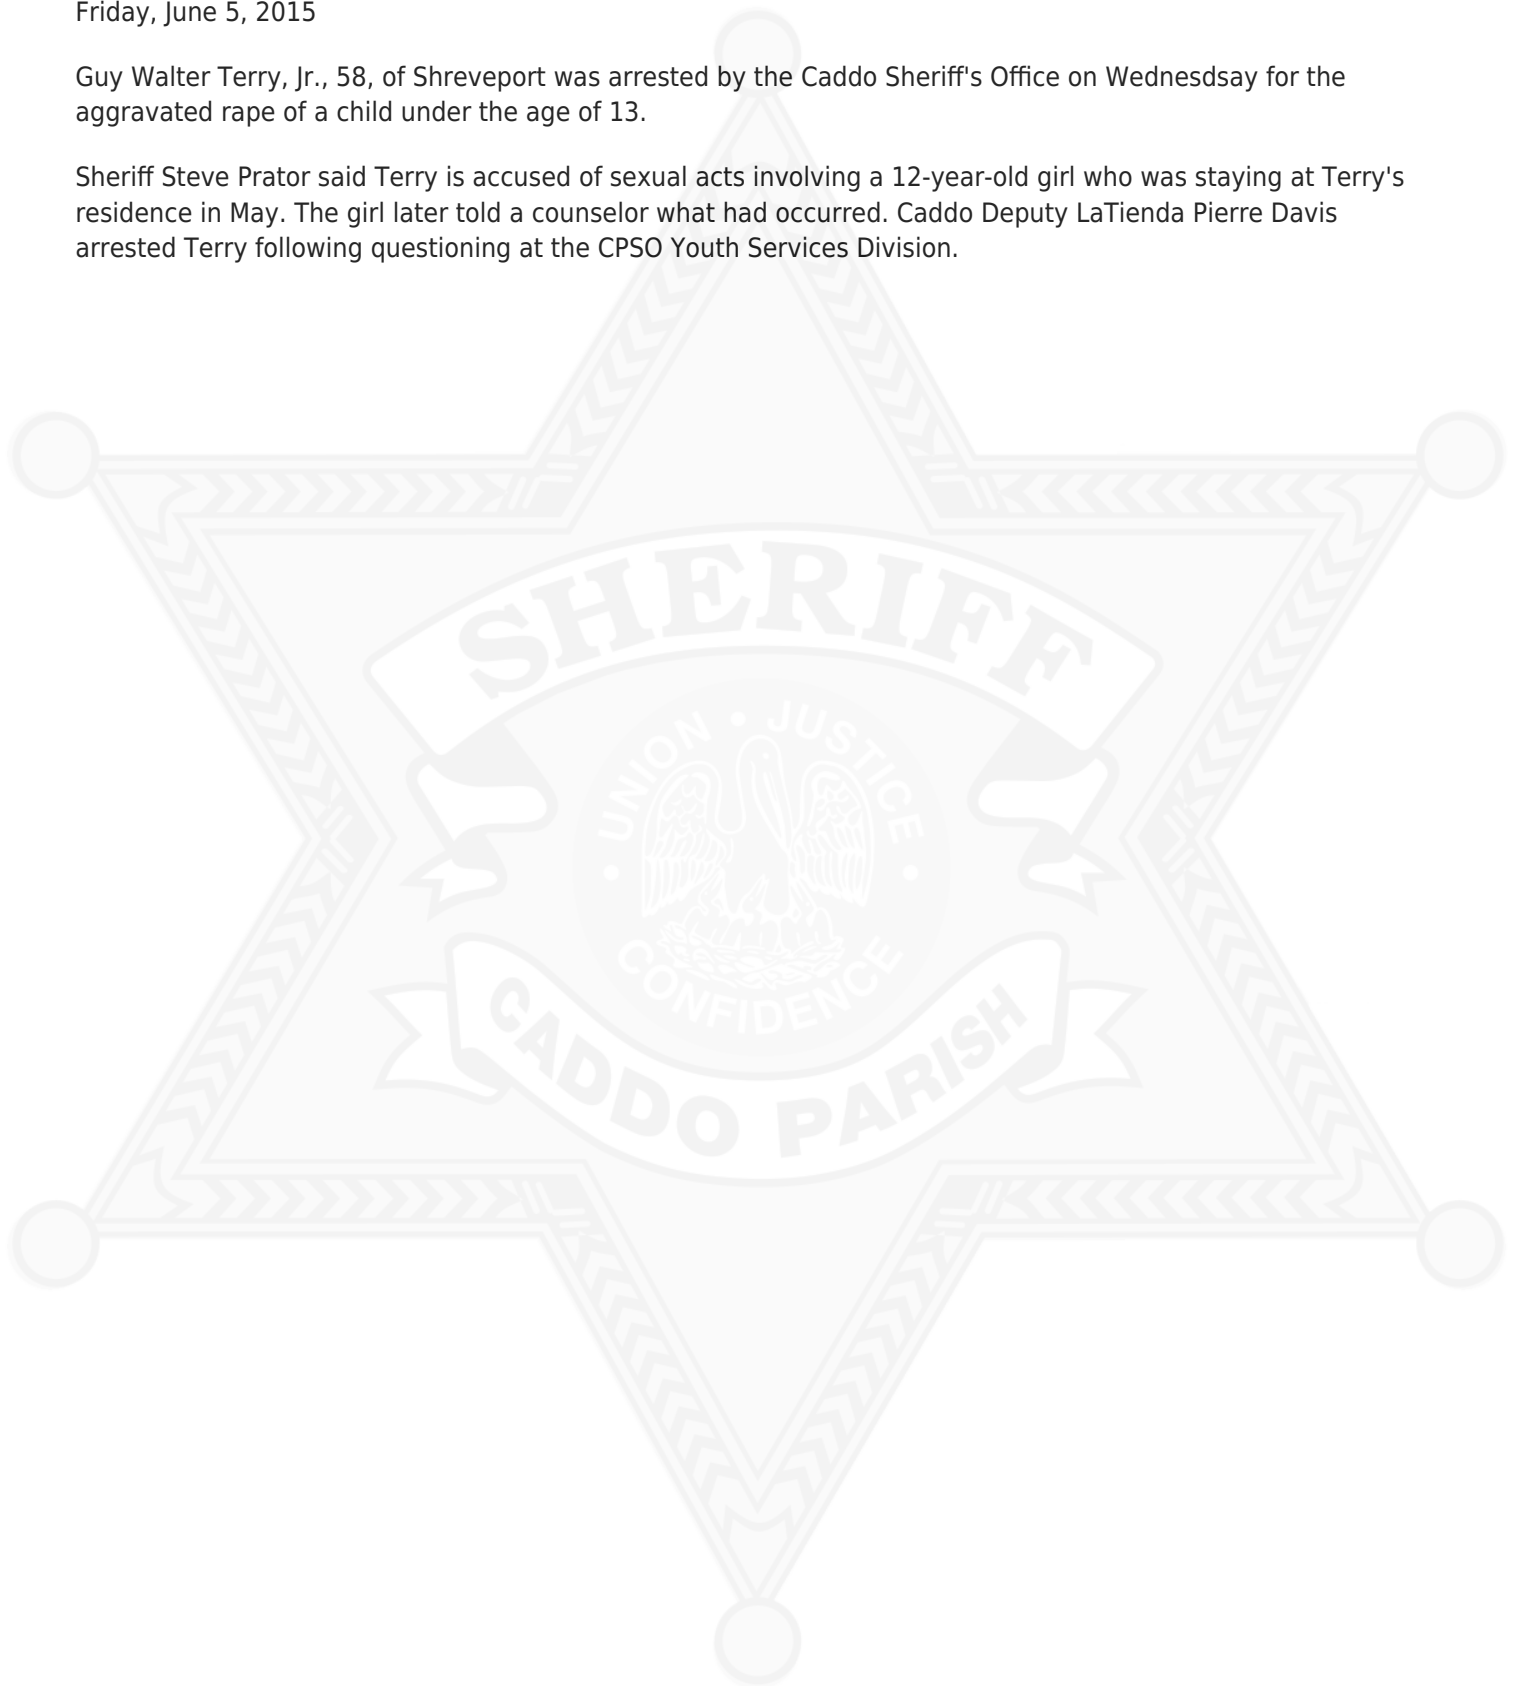 Friday, June 5, 2015
Guy Walter Terry, Jr., 58, of Shreveport was arrested by the Caddo Sheriff's Office on Wednesdsay for the
aggravated rape of a child under the age of 13.
Sheriff Steve Prator said Terry is accused of sexual acts involving a 12-year-old girl who was staying at Terry's
residence in May. The girl later told a counselor what had occurred. Caddo Deputy LaTienda Pierre Davis
arrested Terry following questioning at the CPSO Youth Services Division.
SHERIFF
UNION • JUSTICE
• CONFIDENCE •
CADDO PARISH